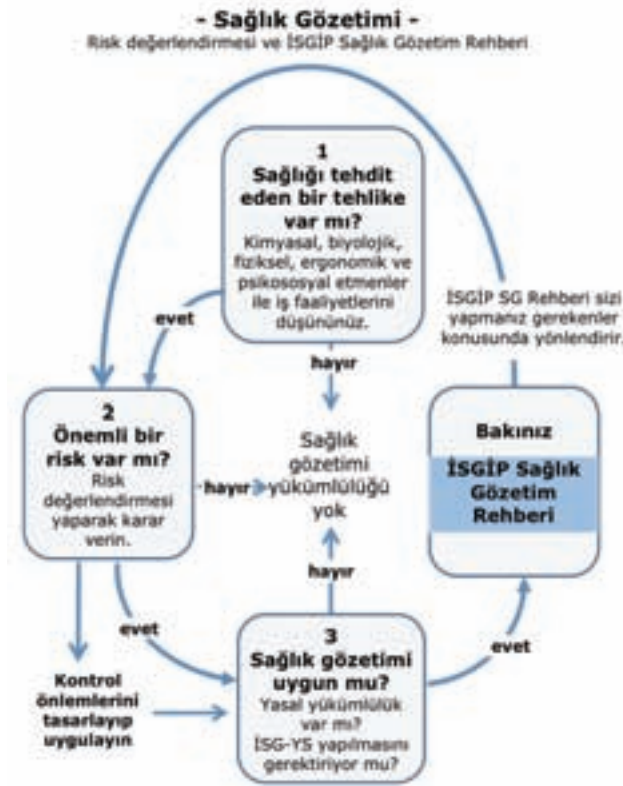 - Sağlık Gözetimi -
Risk değerlendirmesi ve İSGİP Sağlık Gözetim Rehberi
1
Sağlığı tehdit
eden bir tehlike
var mı?
Kimyasal, biyolojik,
fiziksel, ergonomik ve
psikososyal etmenler
ile iş faaliyetlerini
düşününüz.
evet
hayır
İSGİP SG Rehberi sizi
yapmanız gerekenler
konusunda yönlendirir.
2
Önemli bir
risk var mı?
Risk
değerlendirmesi
yaparak karar
verin.
hayır
Sağlık
gözetimi
yükümlülüğü
yok
Bakınız
İSGİP Sağlık
Gözetim
Rehberi
hayır
evet
evet
Kontrol
önlemlerini
tasarlayıp
uygulayın
3
Sağlık gözetimi
uygun mu?
Yasal yükümlülük
var mı?
İSG-YS yapılmasını
gerektiriyor mu?